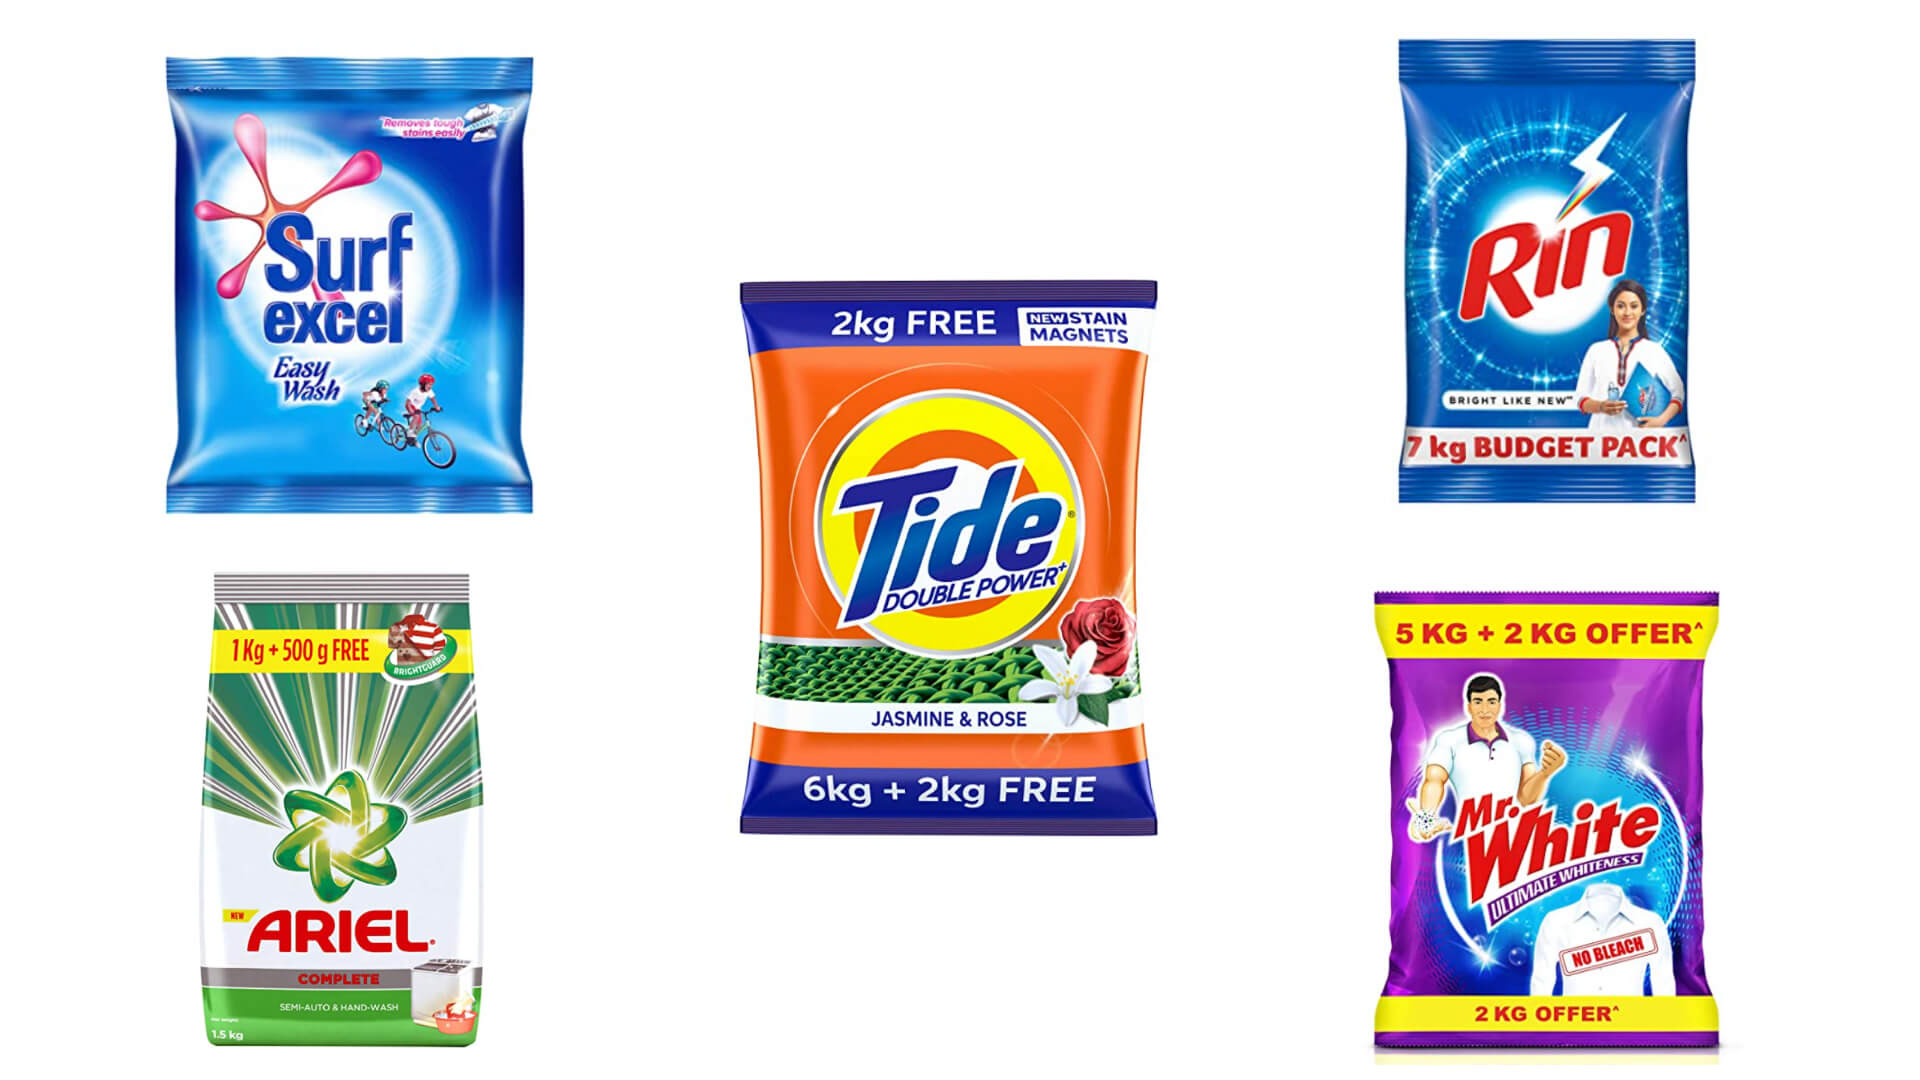 Removes tough
stains easily
Surf
excel
Easy
Wash
1 Kg + 500 g FREE
BRIGHTGUARD
NEW
ARIEL
COMPLETE
SEMI-AUTO & HAND-WASH
1.5 kg
2kg FREE
NEW STAIN
MAGNETS
Tide®
DOUBLE POWER+
JASMINE & ROSE
6kg + 2kg FREE
Rin
BRIGHT LIKE NEW
7 kg BUDGET PACK^
5 KG + 2 KG OFFER^
Mr.
White
ULTIMATE WHITENESS
NO BLEACH
2 KG OFFER^